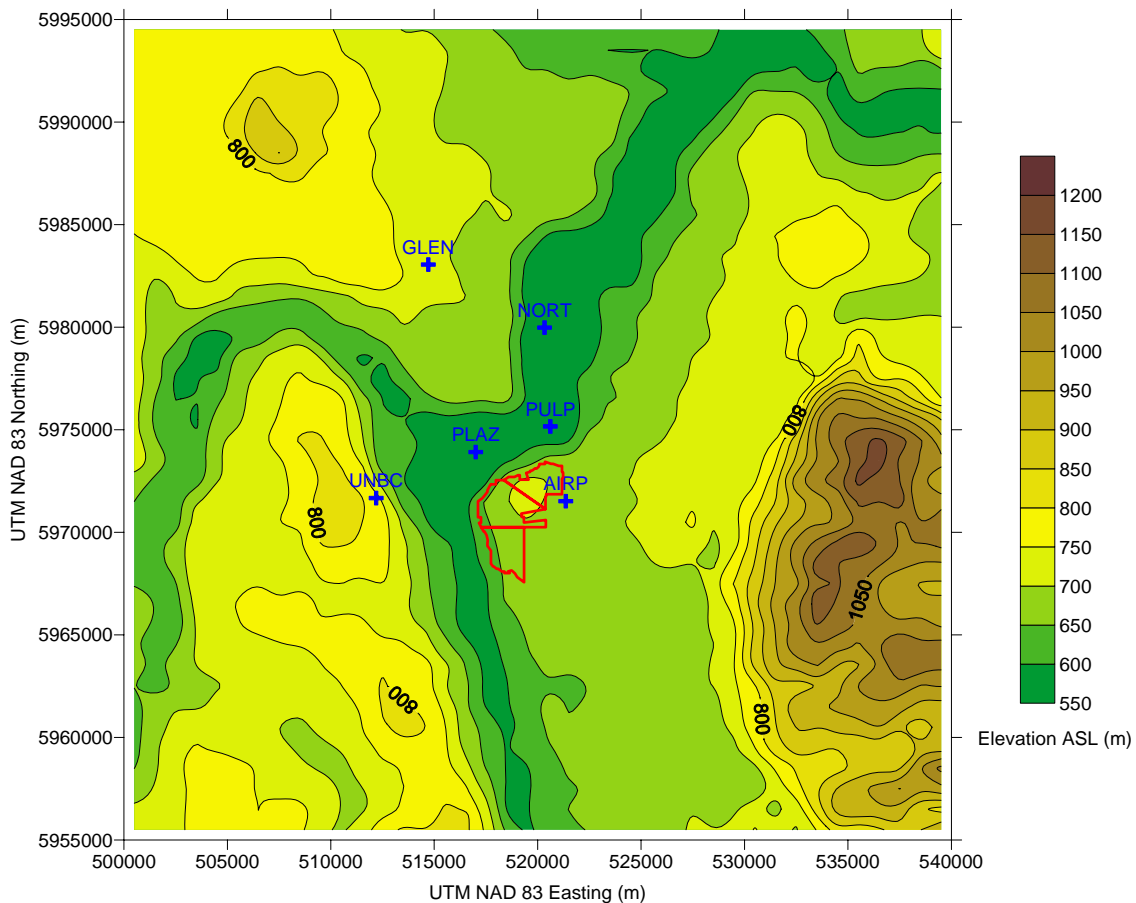 5995000
5990000
5985000
5980000
5975000
5970000
5965000
5960000
5955000
UTM NAD 83 Northing (m)
500000 505000 510000 515000 520000 525000 530000 535000 540000
UTM NAD 83 Easting (m)
800
GLEN
NORT
PULP
PLAZ
UNBC
AIRP
800
800
1050
800
800
1200
1150
1100
1050
1000
950
900
850
800
750
700
650
600
550
Elevation ASL (m)